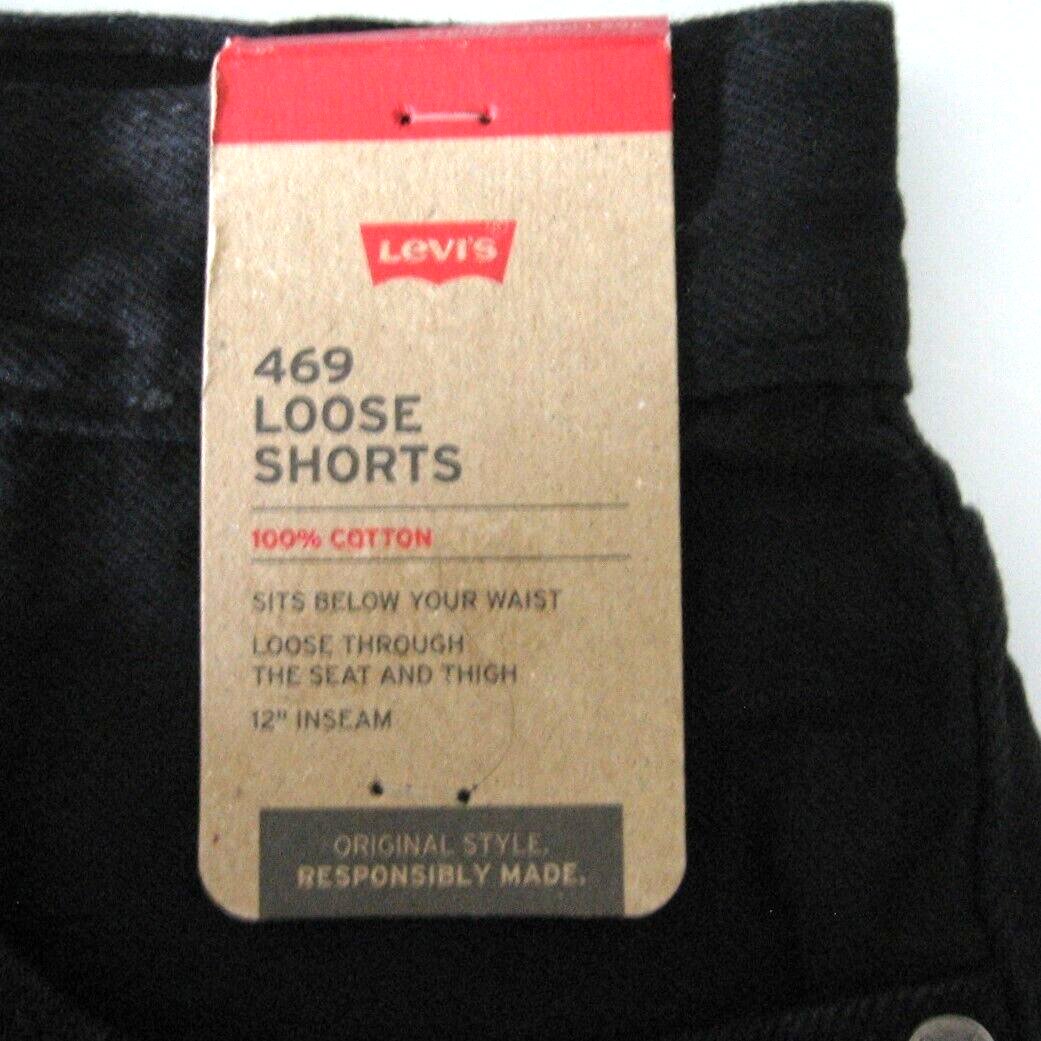 Levi's
469
LOOSE
SHORTS
100% COTTON
SITS BELOW YOUR WAIST
LOOSE THROUGH
THE SEAT AND THIGH
12" INSEAM
ORIGINAL STYLE.
RESPONSIBLY MADE.